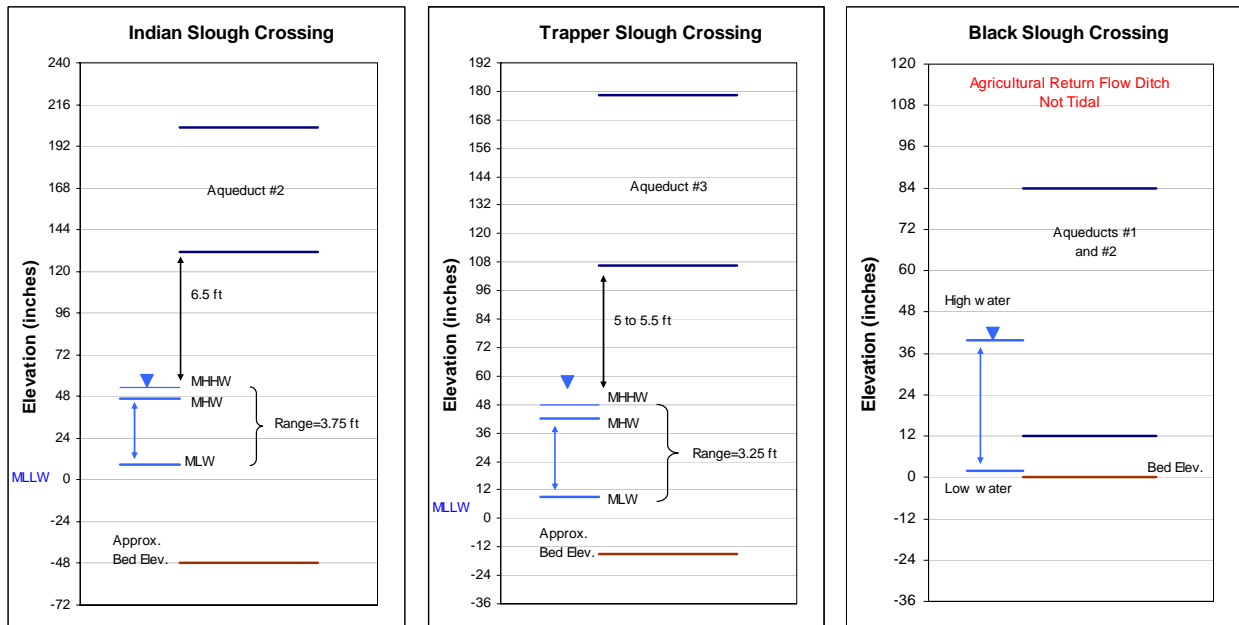 Indian Slough Crossing
Elevation (inches)
240
216
192
168
144
120
96
72
48
24
0
-24
-48
-72
Aqueduct #2
6.5 ft
MHHW
MHW
Range=3.75 ft
MLW
MLLW
Approx.
Bed Elev.
Trapper Slough Crossing
Elevation (inches)
192
180
168
156
144
132
120
108
96
84
72
60
48
36
24
12
0
-12
-24
-36
Aqueduct #3
5 to 5.5 ft
MHHW
MHW
Range=3.25 ft
MLW
MLLW
Approx.
Bed Elev.
Black Slough Crossing
Elevation (inches)
120
108
96
84
72
60
48
36
24
12
0
-12
-24
-36
Agricultural Return Flow Ditch
Not Tidal
Aqueducts #1
and #2
High water
Bed Elev.
Low water